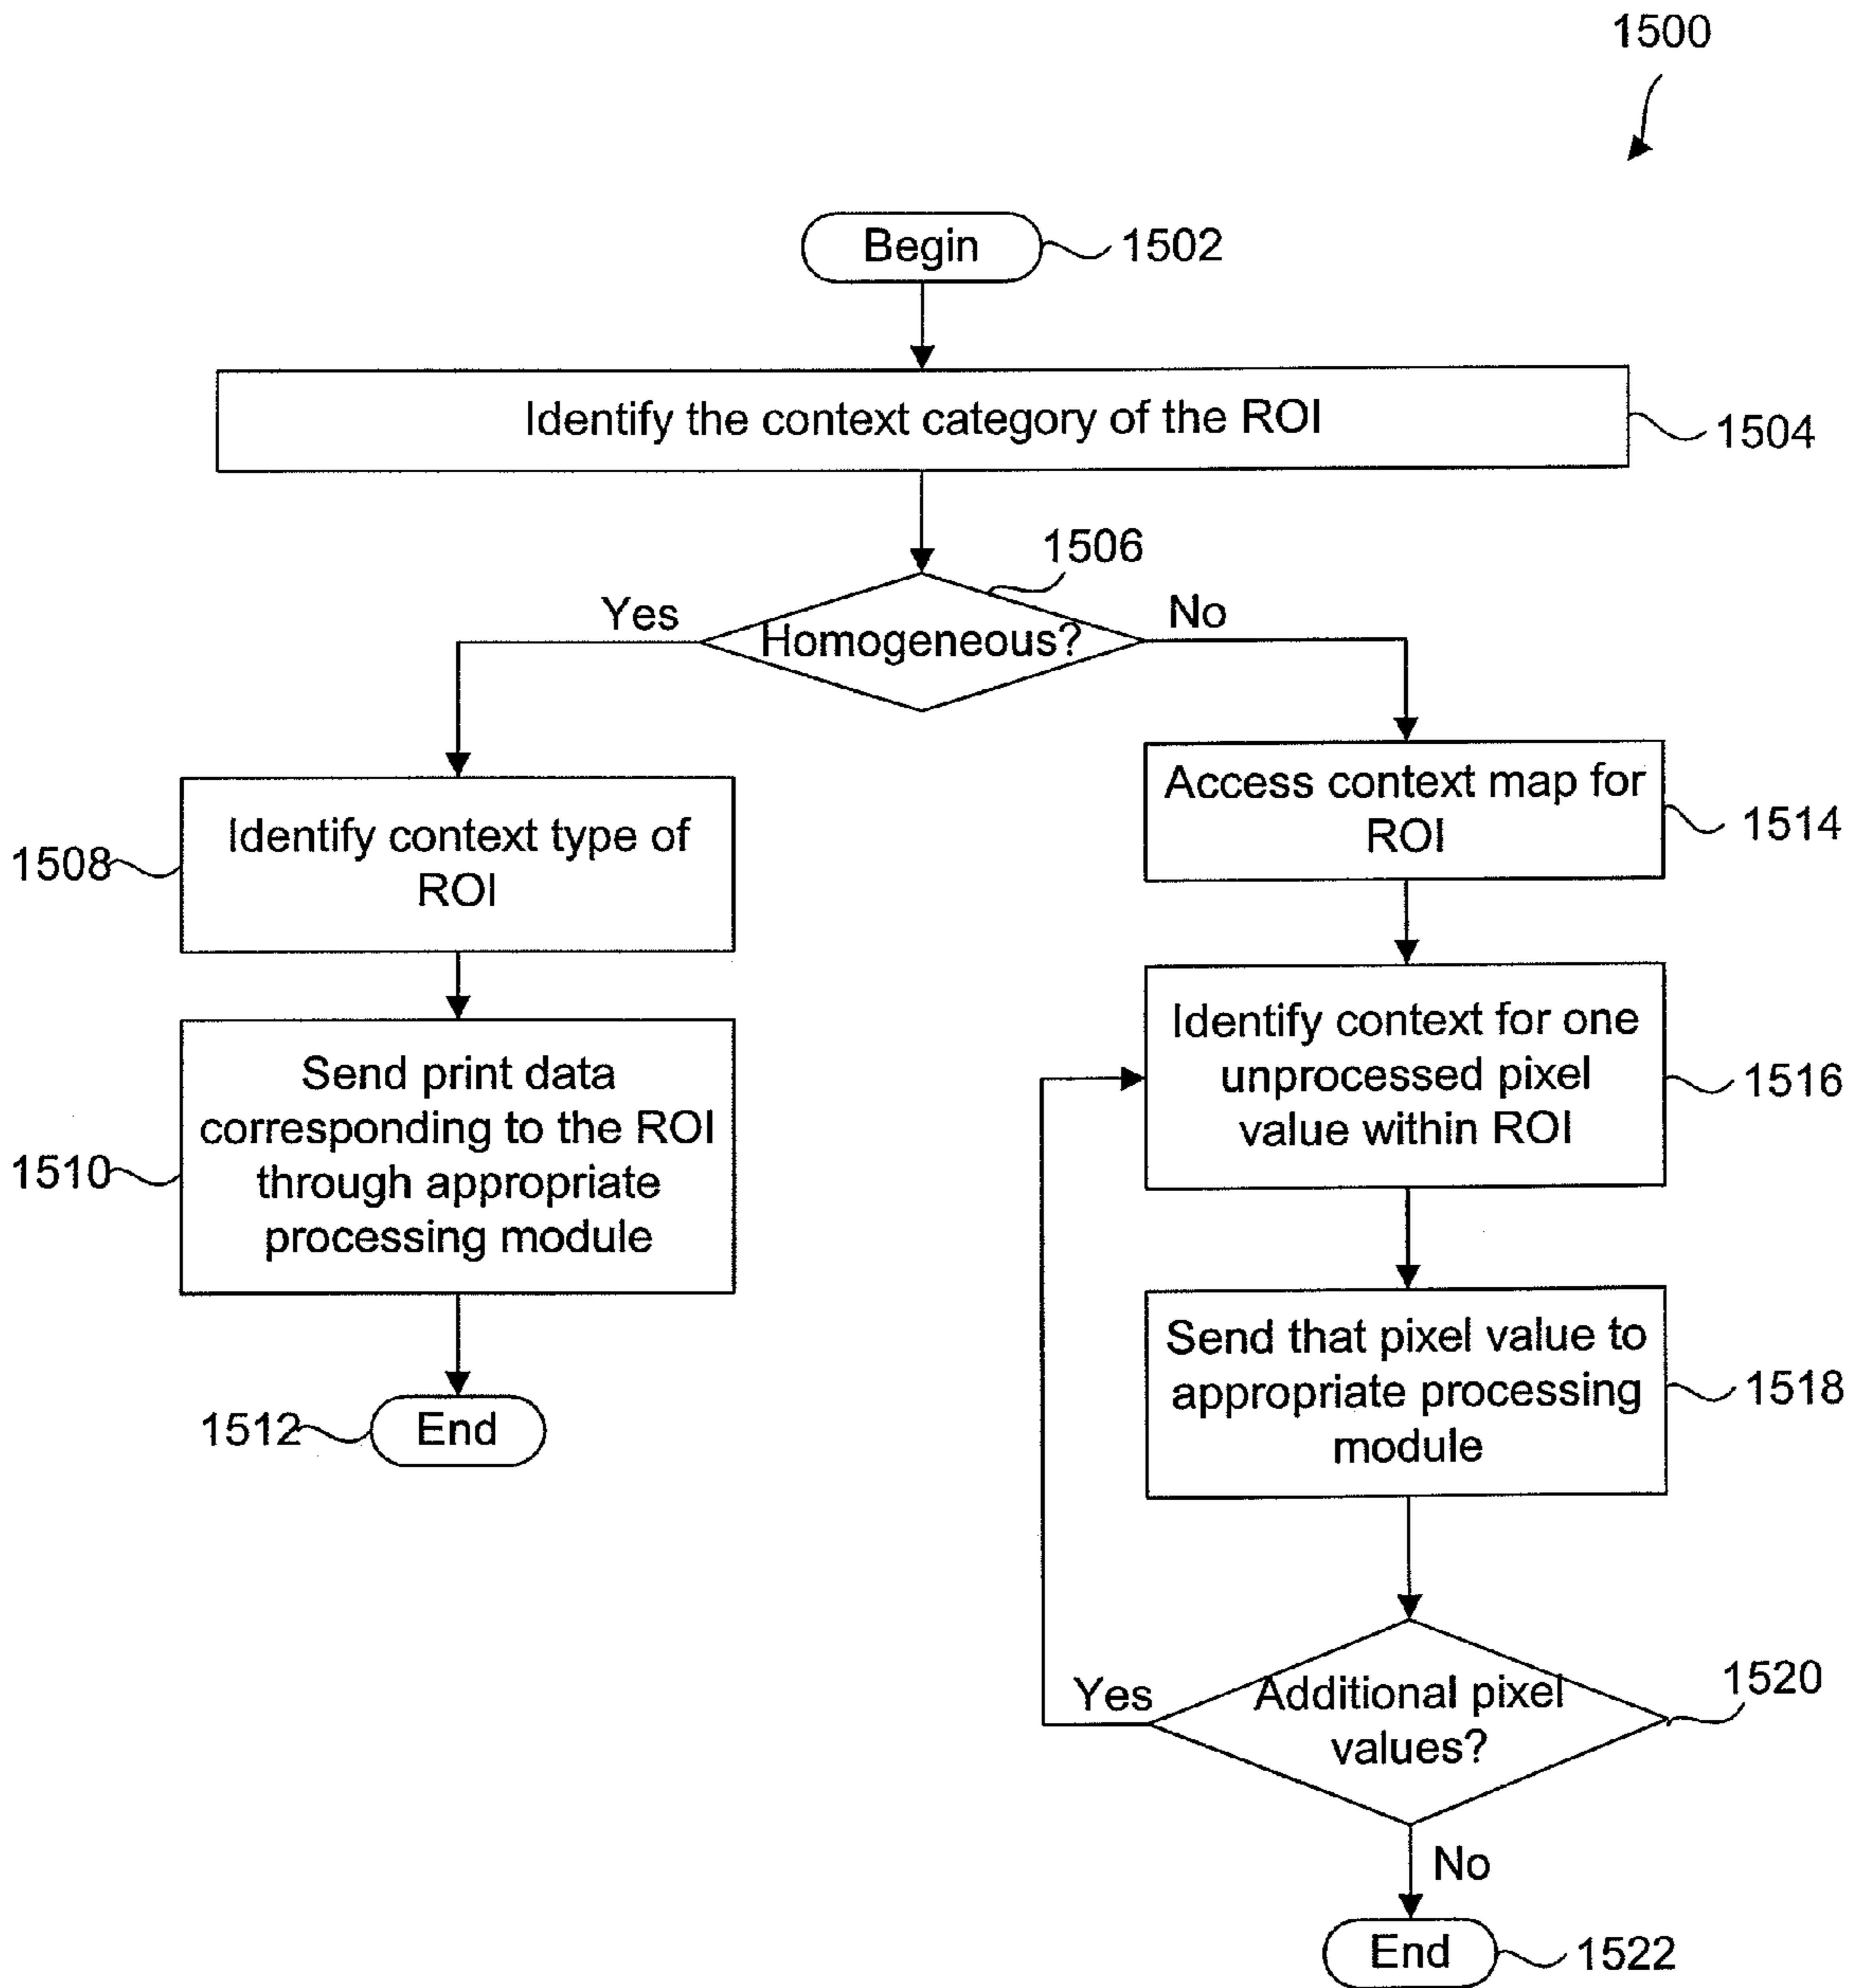 1500
Begin
1502
Identify the context category of the ROI
1504
1506
Yes
Homogeneous?
No
1508
Identify context type of
ROI
1510
Send print data
corresponding to the ROI
through appropriate
processing module
1512
End
Access context map for
ROI
1514
Identify context for one
unprocessed pixel
value within ROI
1516
Send that pixel value to
appropriate processing
module
1518
Yes
Additional pixel
values?
1520
No
End
1522